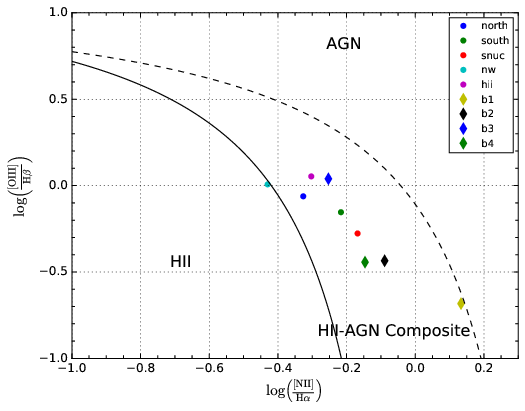 1.0
0.5
0.0
−0.5
−1.0
log([OIII]/Hβ)
AGN
HII
HII-AGN Composite
north
south
snuc
nw
hii
b1
b2
b3
b4
−1.0 −0.8 −0.6 −0.4 −0.2 0.0 0.2
log([NII]/Hα)